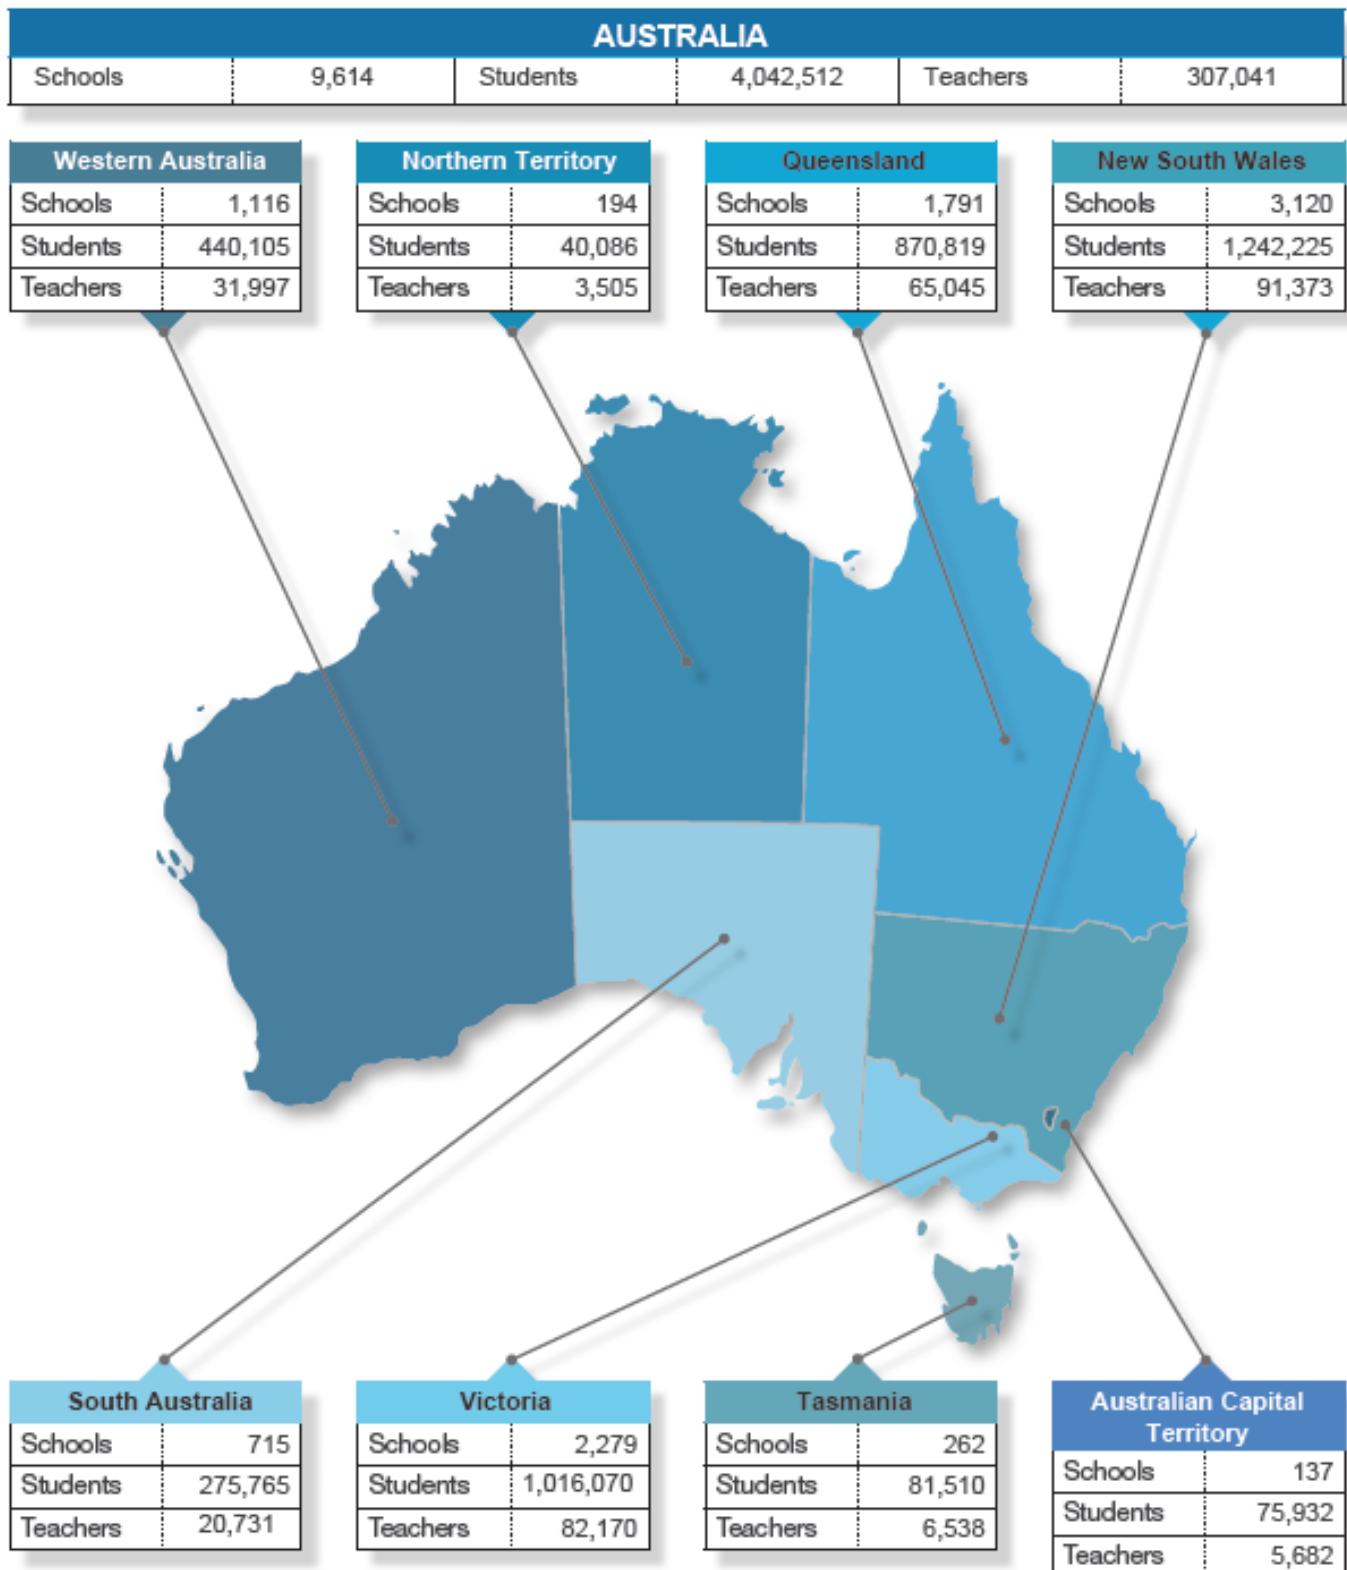 AUSTRALIA
Schools 9,614 Students 4,042,512 Teachers 307,041
Western Australia
Schools 1,116
Students 440,105
Teachers 31,997
Northern Territory
Schools 194
Students 40,086
Teachers 3,505
Queensland
Schools 1,791
Students 870,819
Teachers 65,045
New South Wales
Schools 3,120
Students 1,242,225
Teachers 91,373
South Australia
Schools 715
Students 275,765
Teachers 20,731
Victoria
Schools 2,279
Students 1,016,070
Teachers 82,170
Tasmania
Schools 262
Students 81,510
Teachers 6,538
Australian Capital
Territory
Schools 137
Students 75,932
Teachers 5,682